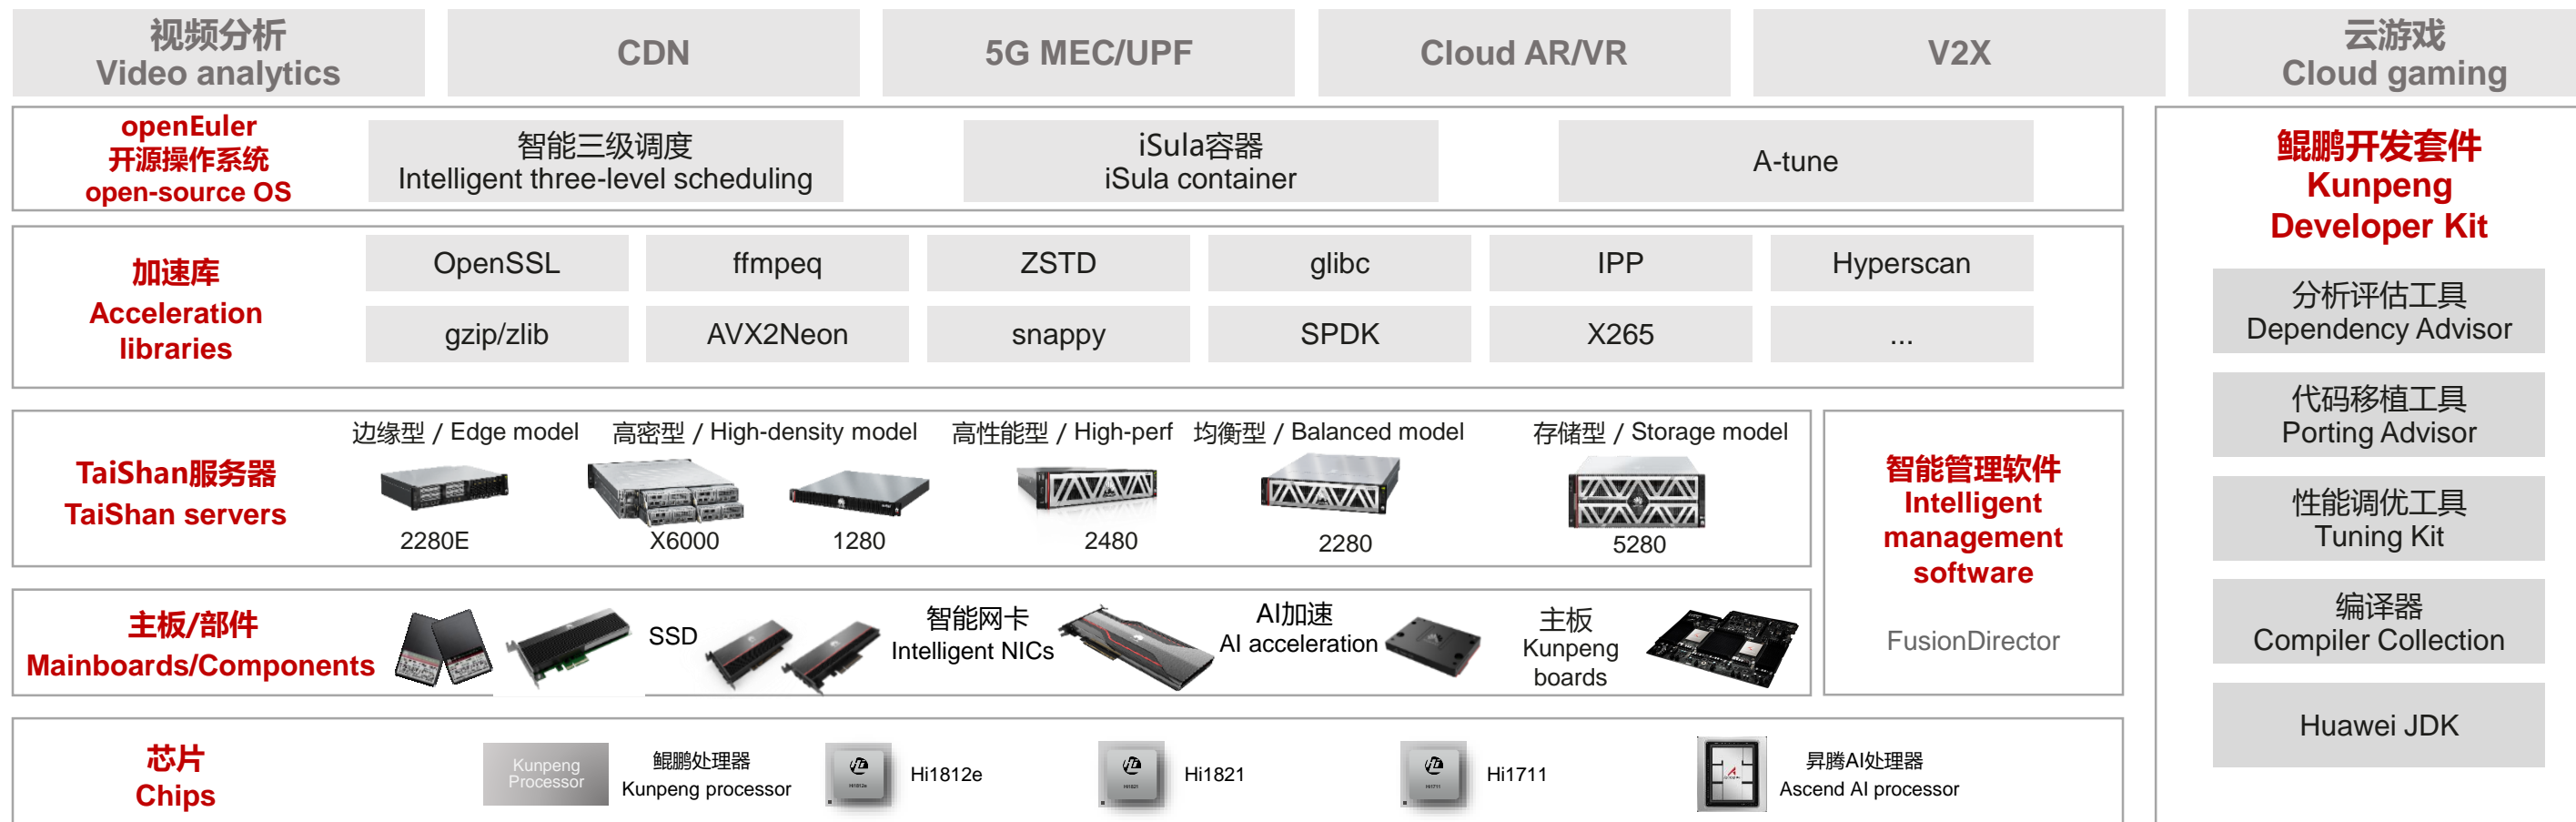 视频分析
Video analytics
CDN
5G MEC/UPF
Cloud AR/VR
V2X
云游戏
Cloud gaming
openEuler
开源操作系统
open-source OS
智能三级调度
Intelligent three-level scheduling
iSula容器
iSula container
A-tune
加速库
Acceleration
libraries
OpenSSL
ffmpeq
ZSTD
glibc
IPP
Hyperscan
gzip/zlib
AVX2Neon
snappy
SPDK
X265
...
TaiShan服务器
TaiShan servers
边缘型 / Edge model
高密型 / High-density model
高性能型 / High-perf
均衡型 / Balanced model
存储型 / Storage model
2280E
X6000
1280
2480
2280
5280
主板/部件
Mainboards/Components
SSD
智能网卡
Intelligent NICs
AI加速
AI acceleration
主板
Kunpeng
boards
智能管理软件
Intelligent
management
software
FusionDirector
芯片
Chips
Kunpeng
Processor
鲲鹏处理器
Kunpeng processor
Hi1812e
Hi1812e
Hi1821
Hi1821
Hi1711
Hi1711
昇腾AI处理器
Ascend AI processor
鲲鹏开发套件
Kunpeng
Developer Kit
分析评估工具
Dependency Advisor
代码移植工具
Porting Advisor
性能调优工具
Tuning Kit
编译器
Compiler Collection
Huawei JDK